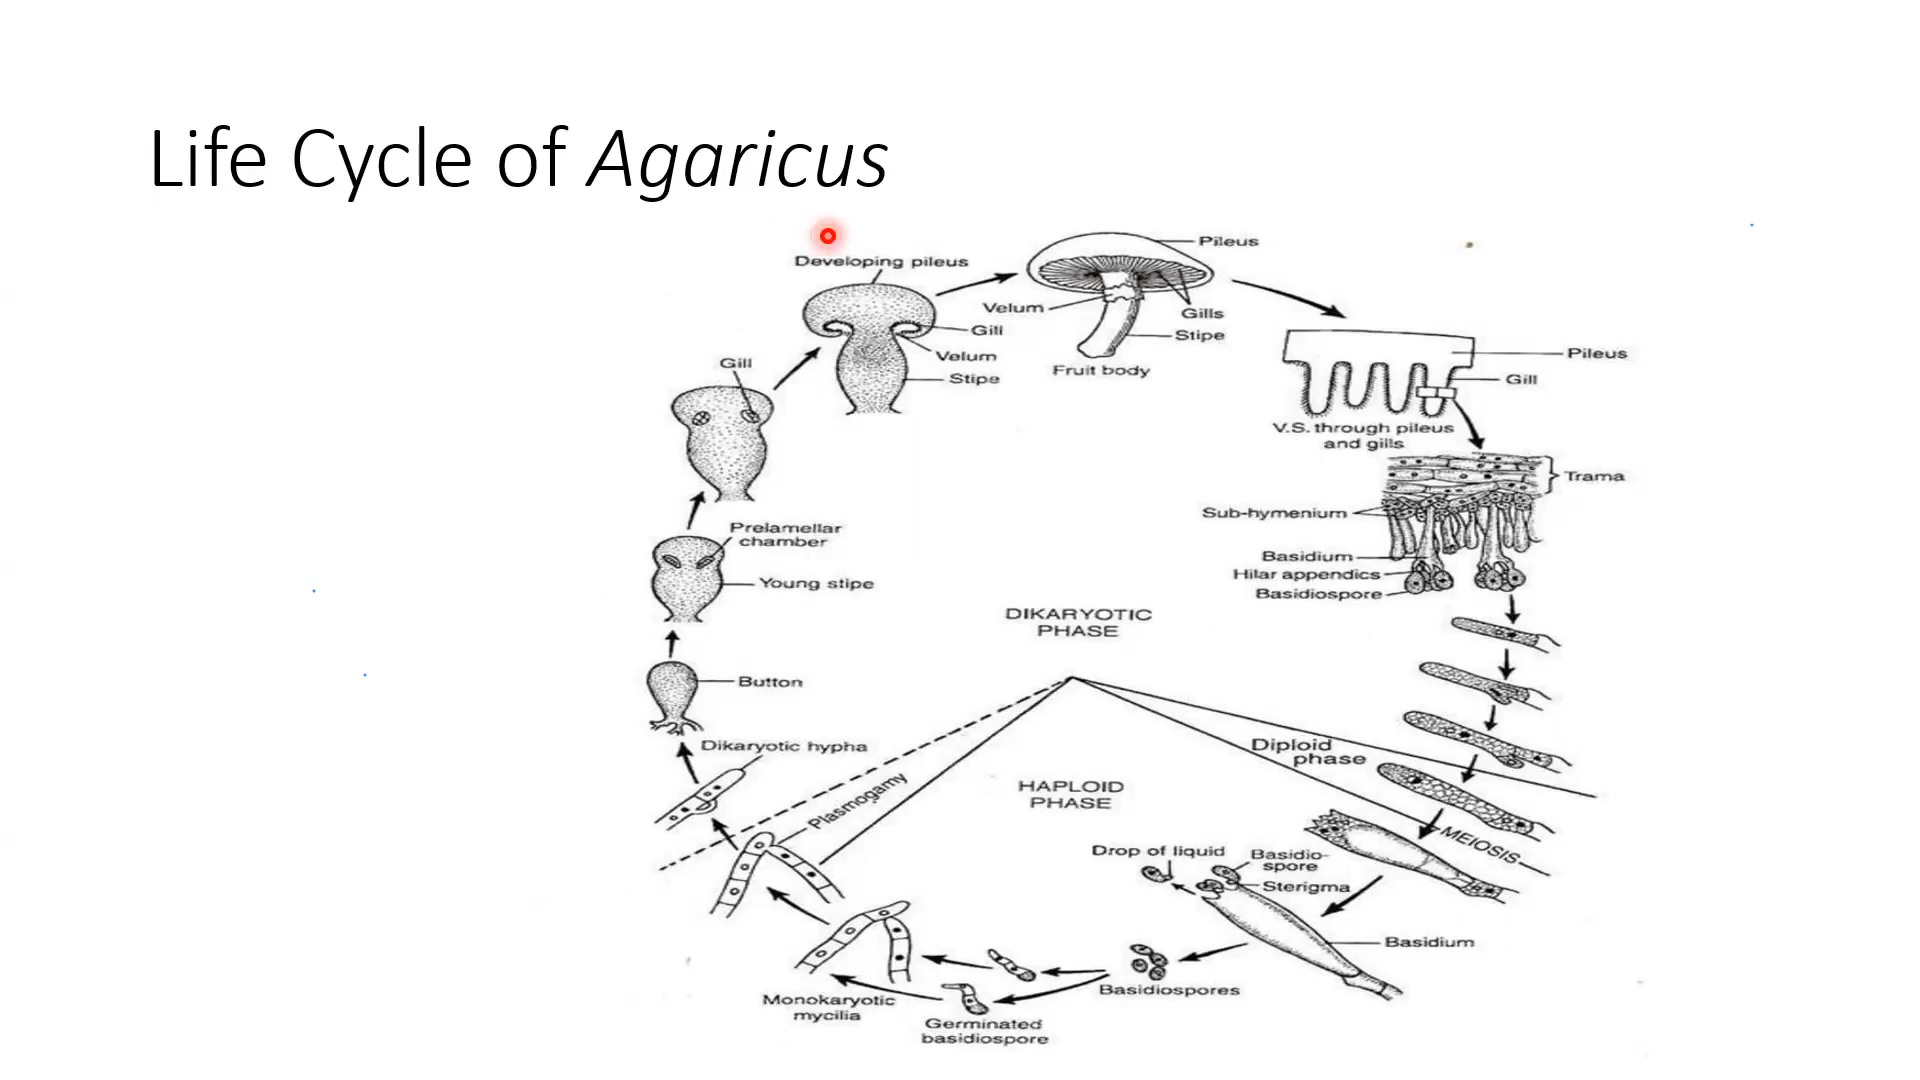 Life Cycle of Agaricus
Developing pileus
Gill
Velum
Stipe
Pileus
Velum
Gills
Stipe
Fruit body
Pileus
Gill
V.S. through pileus
and gills
Trama
Sub-hymenium
Basidium
Hilar appendics
Basidiospore
Gill
Prelamellar
chamber
Young stipe
Button
Dikaryotic hypha
DIKARYOTIC
PHASE
Diploid
phase
HAPLOID
PHASE
Plasmogamy
MEIOSIS
Drop of liquid
Basidio-
spore
Sterigma
Basidium
Basidiospores
Monokaryotic
mycilia
Germinated
basidiospore